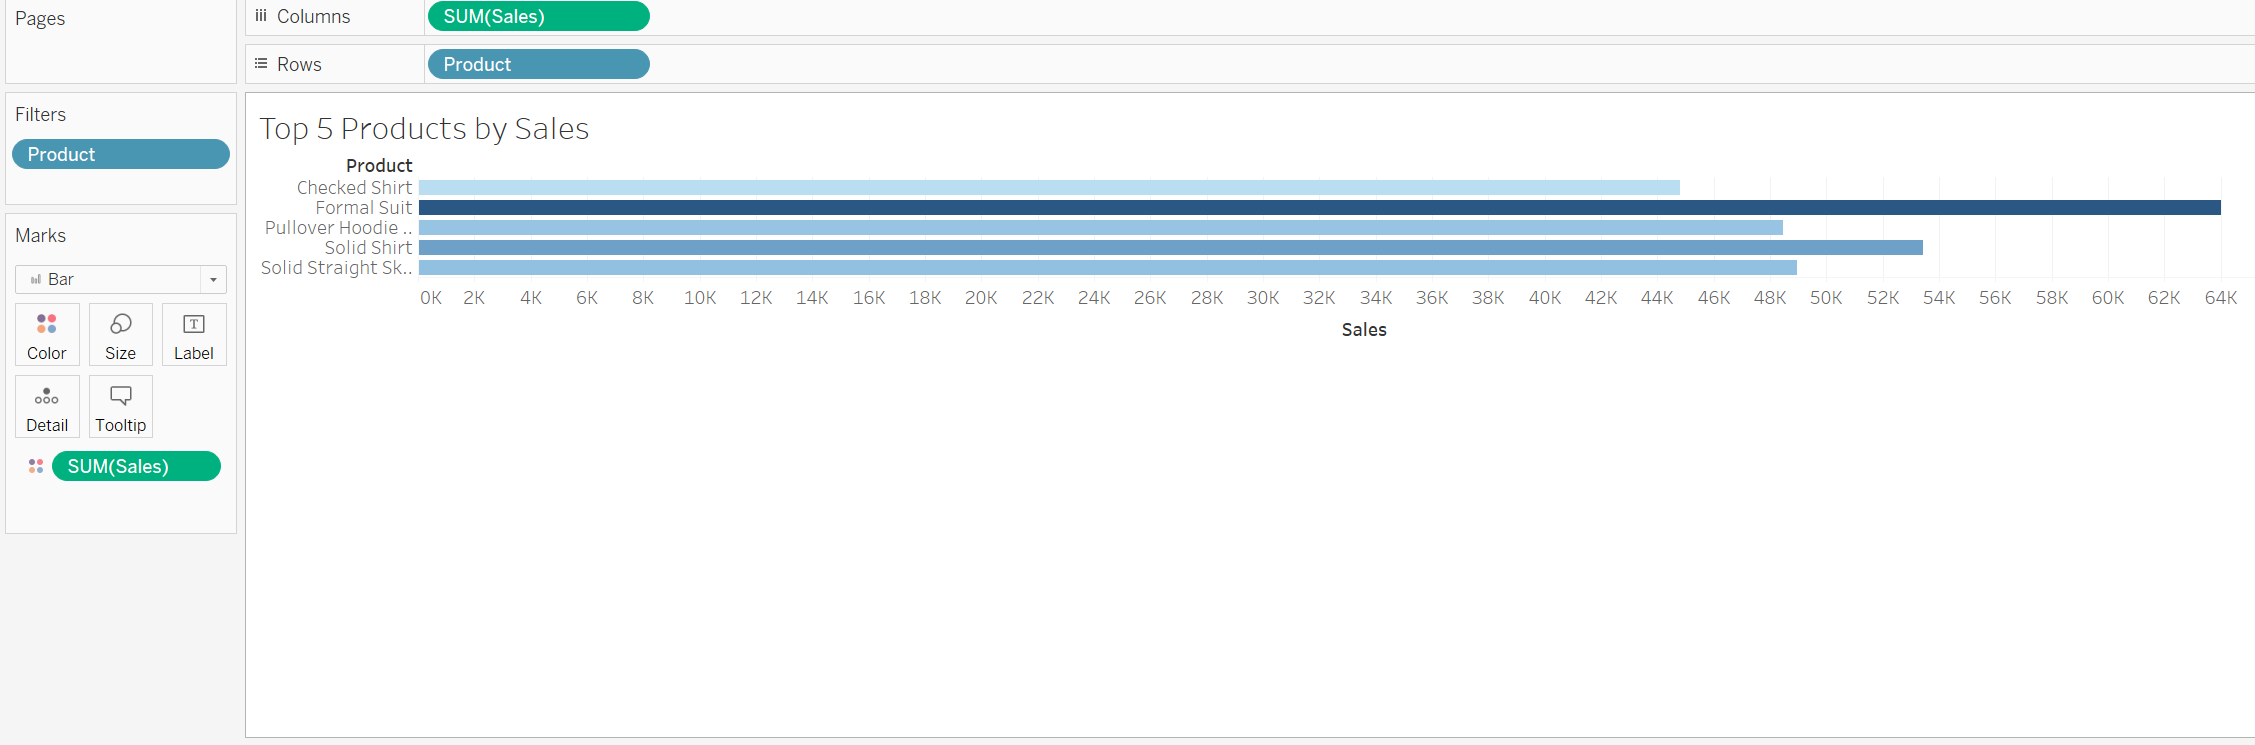 Pages
Columns
SUM(Sales)
Rows
Product
Filters
Product
Marks
Bar
Color
Size
T
Label
Detail
Tooltip
SUM(Sales)
Top 5 Products by Sales
Product
Checked Shirt
Formal Suit
Pullover Hoodie ..
Solid Shirt
Solid Straight Sk..
0K 2K 4K 6K 8K 10K 12K 14K 16K 18K 20K 22K 24K 26K 28K 30K 32K 34K 36K 38K 40K 42K 44K 46K 48K 50K 52K 54K 56K 58K 60K 62K 64K
Sales